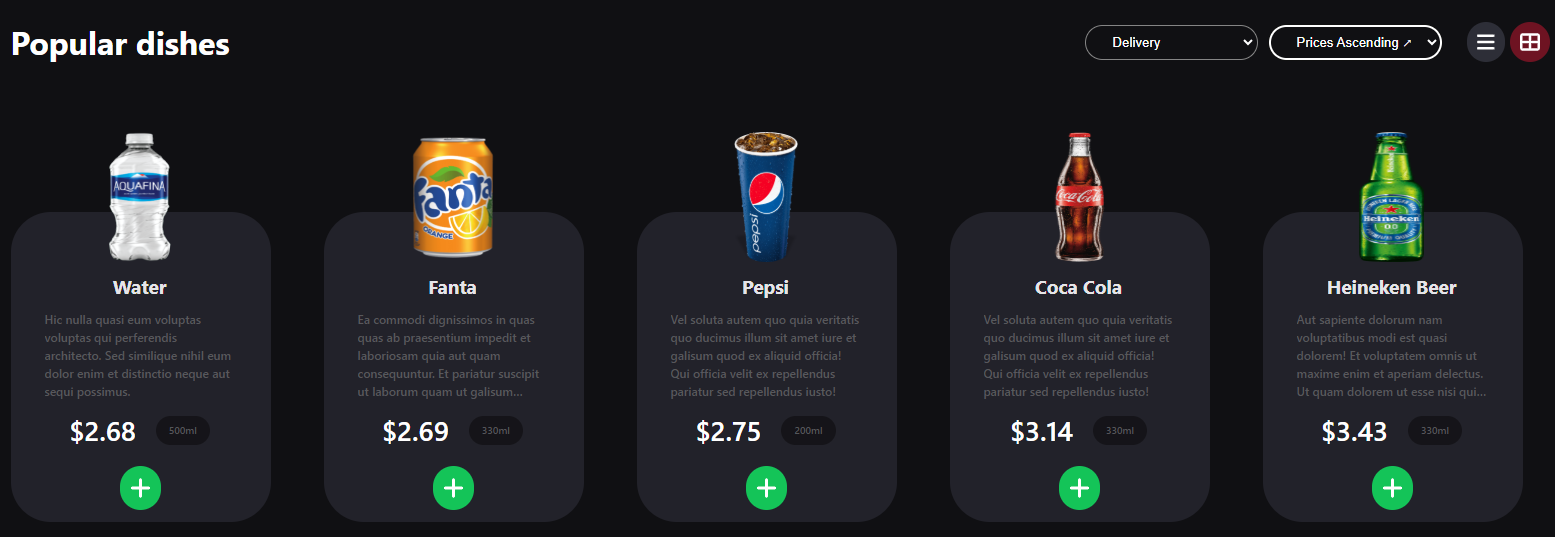 Popular dishes
Delivery
Prices Ascending ↗
AQUAFINA
Water
Hic nulla quasi eum voluptas
voluptas qui perferendis
architecto. Sed similique nihil eum
dolor enim et distinctio neque aut
sequi possimus.
$2.68 500ml
Fanta
ORANGE
Fanta
Ea commodi dignissimos in quas
quas ab praesentium impedit et
laboriosam quia aut quam
consequuntur. Et pariatur suscipit
ut laborum quam ut galisum...
$2.69 330ml
pepsi
Pepsi
Vel soluta autem quo quia veritatis
quo ducimus illum sit amet iure et
galisum quod ex aliquid officia!
Qui officia velit ex repellendus
pariatur sed repellendus iusto!
$2.75 200ml
Coca-Cola
Coca Cola
Vel soluta autem quo quia veritatis
quo ducimus illum sit amet iure et
galisum quod ex aliquid officia!
Qui officia velit ex repellendus
pariatur sed repellendus iusto!
$3.14 330ml
Heineken
0.0
Heineken Beer
Aut sapiente dolorum nam
voluptatibus modi est quasi
dolorem! Et voluptatem omnis ut
maxime enim et aperiam delectus.
Ut quam dolorem ut esse nisi qui...
$3.43 330ml